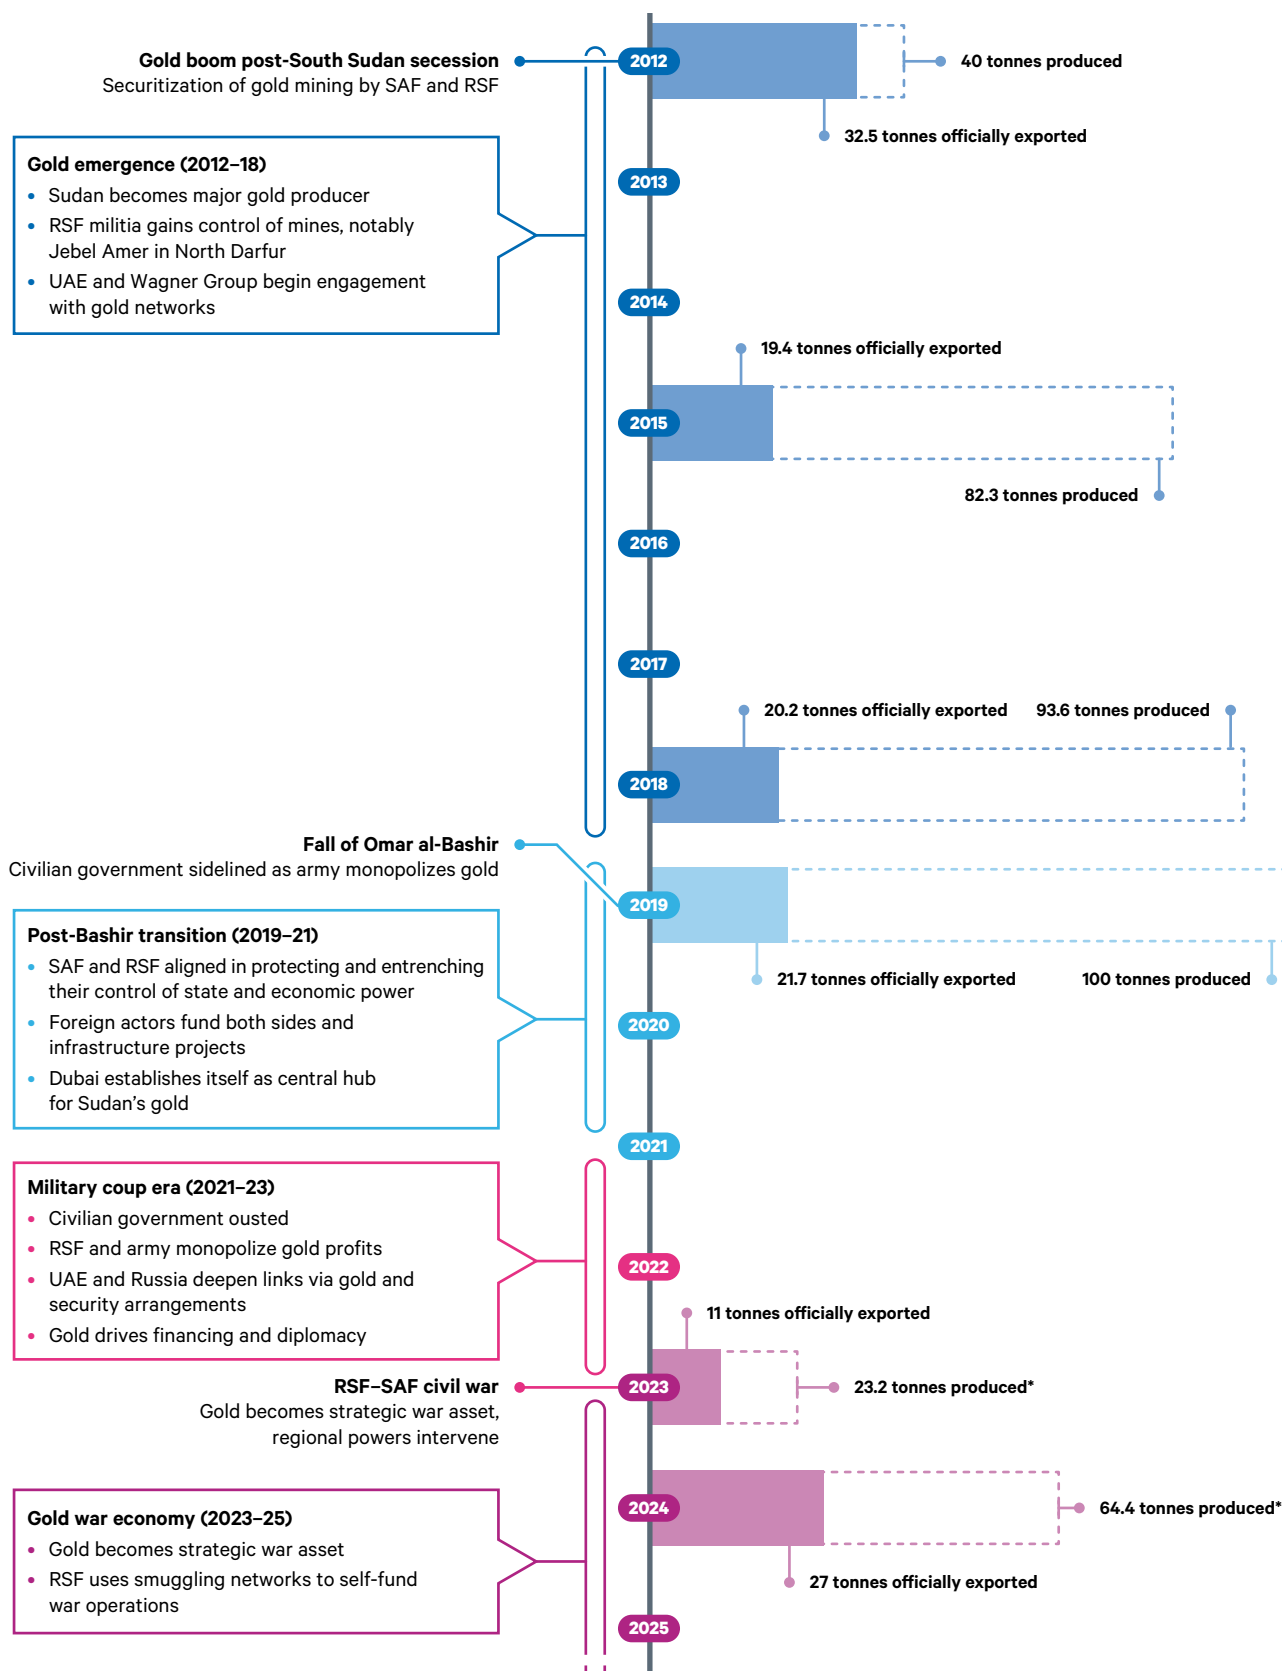 Gold boom post-South Sudan secession
Securitization of gold mining by SAF and RSF
2012
40 tonnes produced
32.5 tonnes officially exported
Gold emergence (2012–18)
• Sudan becomes major gold producer
• RSF militia gains control of mines, notably
Jebel Amer in North Darfur
• UAE and Wagner Group begin engagement
with gold networks
2013
2014
19.4 tonnes officially exported
2015
82.3 tonnes produced
2016
2017
20.2 tonnes officially exported
93.6 tonnes produced
2018
Fall of Omar al-Bashir
Civilian government sidelined as army monopolizes gold
2019
21.7 tonnes officially exported
100 tonnes produced
Post-Bashir transition (2019–21)
• SAF and RSF aligned in protecting and entrenching
their control of state and economic power
• Foreign actors fund both sides and
infrastructure projects
• Dubai establishes itself as central hub
for Sudan’s gold
2020
2021
Military coup era (2021–23)
• Civilian government ousted
• RSF and army monopolize gold profits
• UAE and Russia deepen links via gold and
security arrangements
• Gold drives financing and diplomacy
2022
11 tonnes officially exported
RSF–SAF civil war
Gold becomes strategic war asset,
regional powers intervene
2023
23.2 tonnes produced*
Gold war economy (2023–25)
• Gold becomes strategic war asset
• RSF uses smuggling networks to self-fund
war operations
2024
64.4 tonnes produced*
27 tonnes officially exported
2025